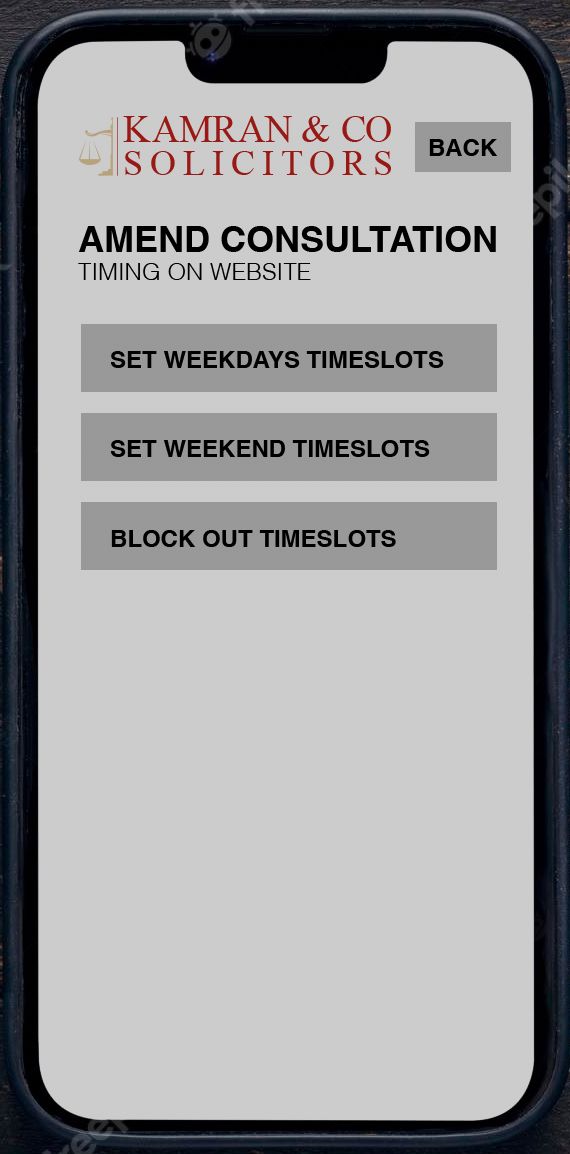 KAMRAN & CO
SOLICITORS
BACK
AMEND CONSULTATION
TIMING ON WEBSITE
SET WEEKDAYS TIMESLOTS
SET WEEKEND TIMESLOTS
BLOCK OUT TIMESLOTS